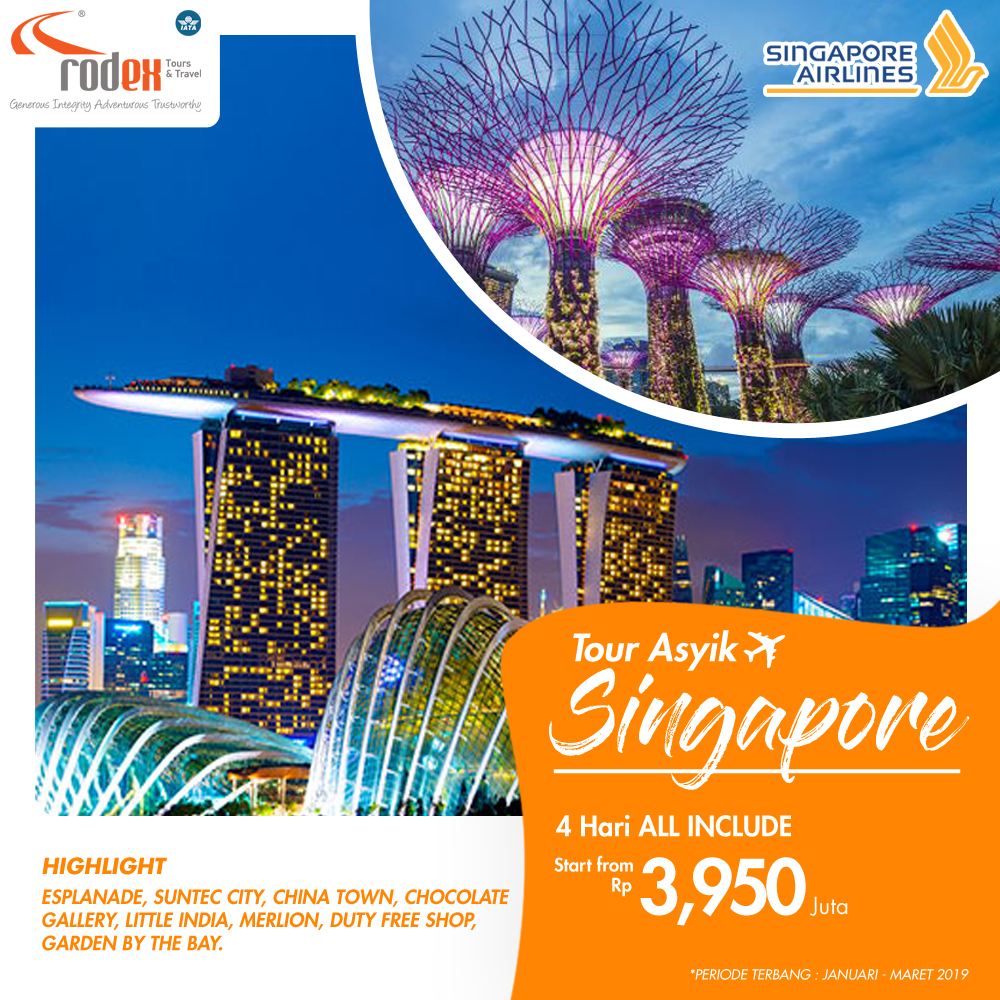 rodex Tours
& Travel
®
IATA
Generous Integrity Adventurous Trustworthy
SINGAPORE
AIRLINES
Tour Asyik
Singapore
4 Hari ALL INCLUDE
Start from
Rp 3,950 Juta
HIGHLIGHT
ESPLANADE, SUNTEC CITY, CHINA TOWN, CHOCOLATE
GALLERY, LITTLE INDIA, MERLION, DUTY FREE SHOP,
GARDEN BY THE BAY.
*PERIODE TERBANG : JANUARI - MARET 2019